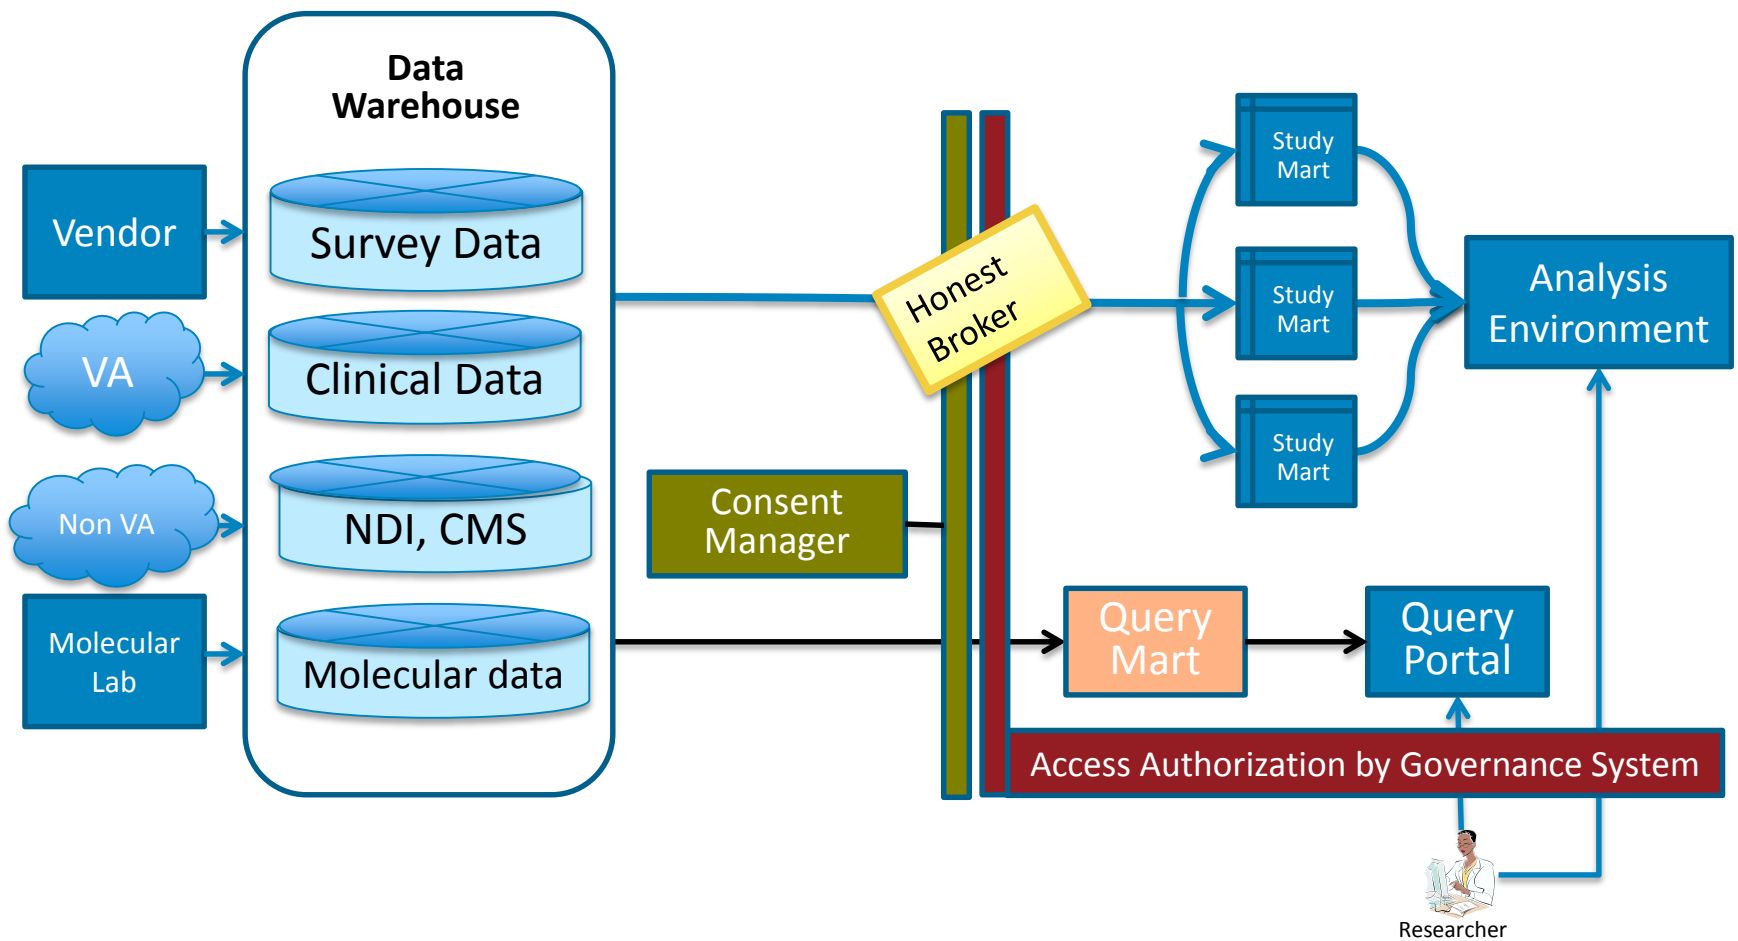 Data
Warehouse
Vendor
VA
Non VA
Molecular
Lab
Survey Data
Clinical Data
NDI, CMS
Molecular data
Consent
Manager
Honest
Broker
Study
Mart
Study
Mart
Study
Mart
Analysis
Environment
Query
Mart
Query
Portal
Access Authorization by Governance System
Researcher